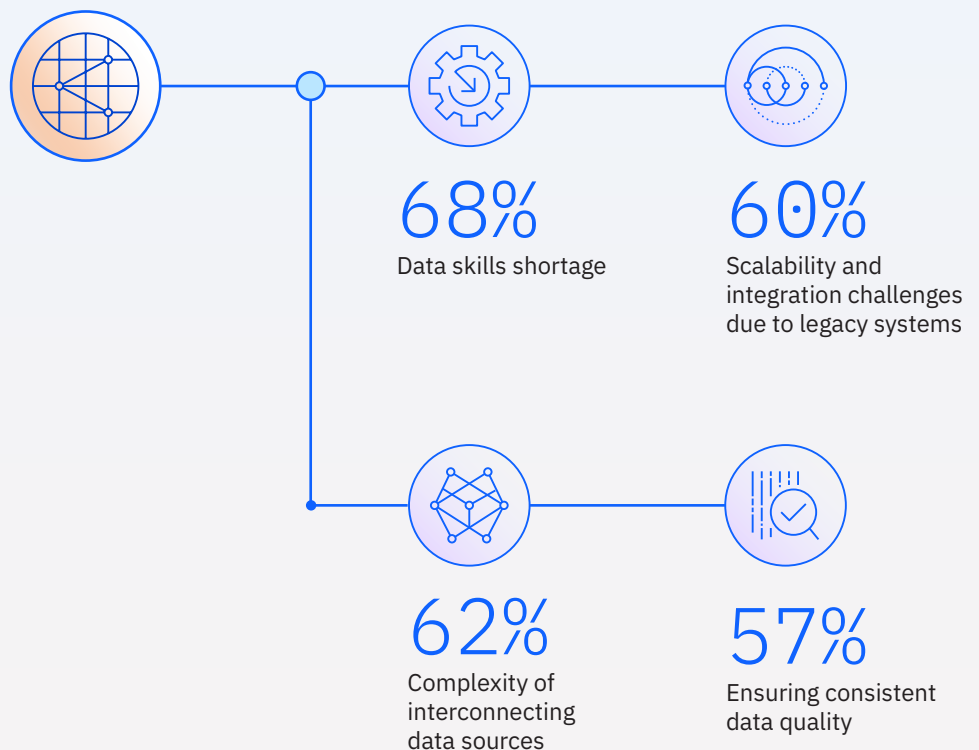 68%
Data skills shortage
60%
Scalability and
integration challenges
due to legacy systems
62%
Complexity of
interconnecting
data sources
57%
Ensuring consistent
data quality